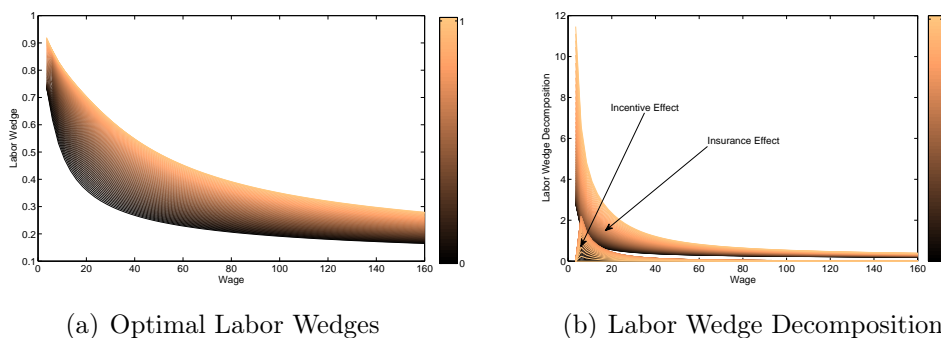 1
0.9
0.8
0.7
0.6
0.5
0.4
0.3
0.2
0.1
Labor Wedge
0 20 40 60 80 100 120 140 160
Wage
1
0
(a) Optimal Labor Wedges
12
10
8
6
4
2
0
Labor Wedge Decomposition
Incentive Effect
Insurance Effect
0 20 40 60 80 100 120 140 160
Wage
(b) Labor Wedge Decomposition